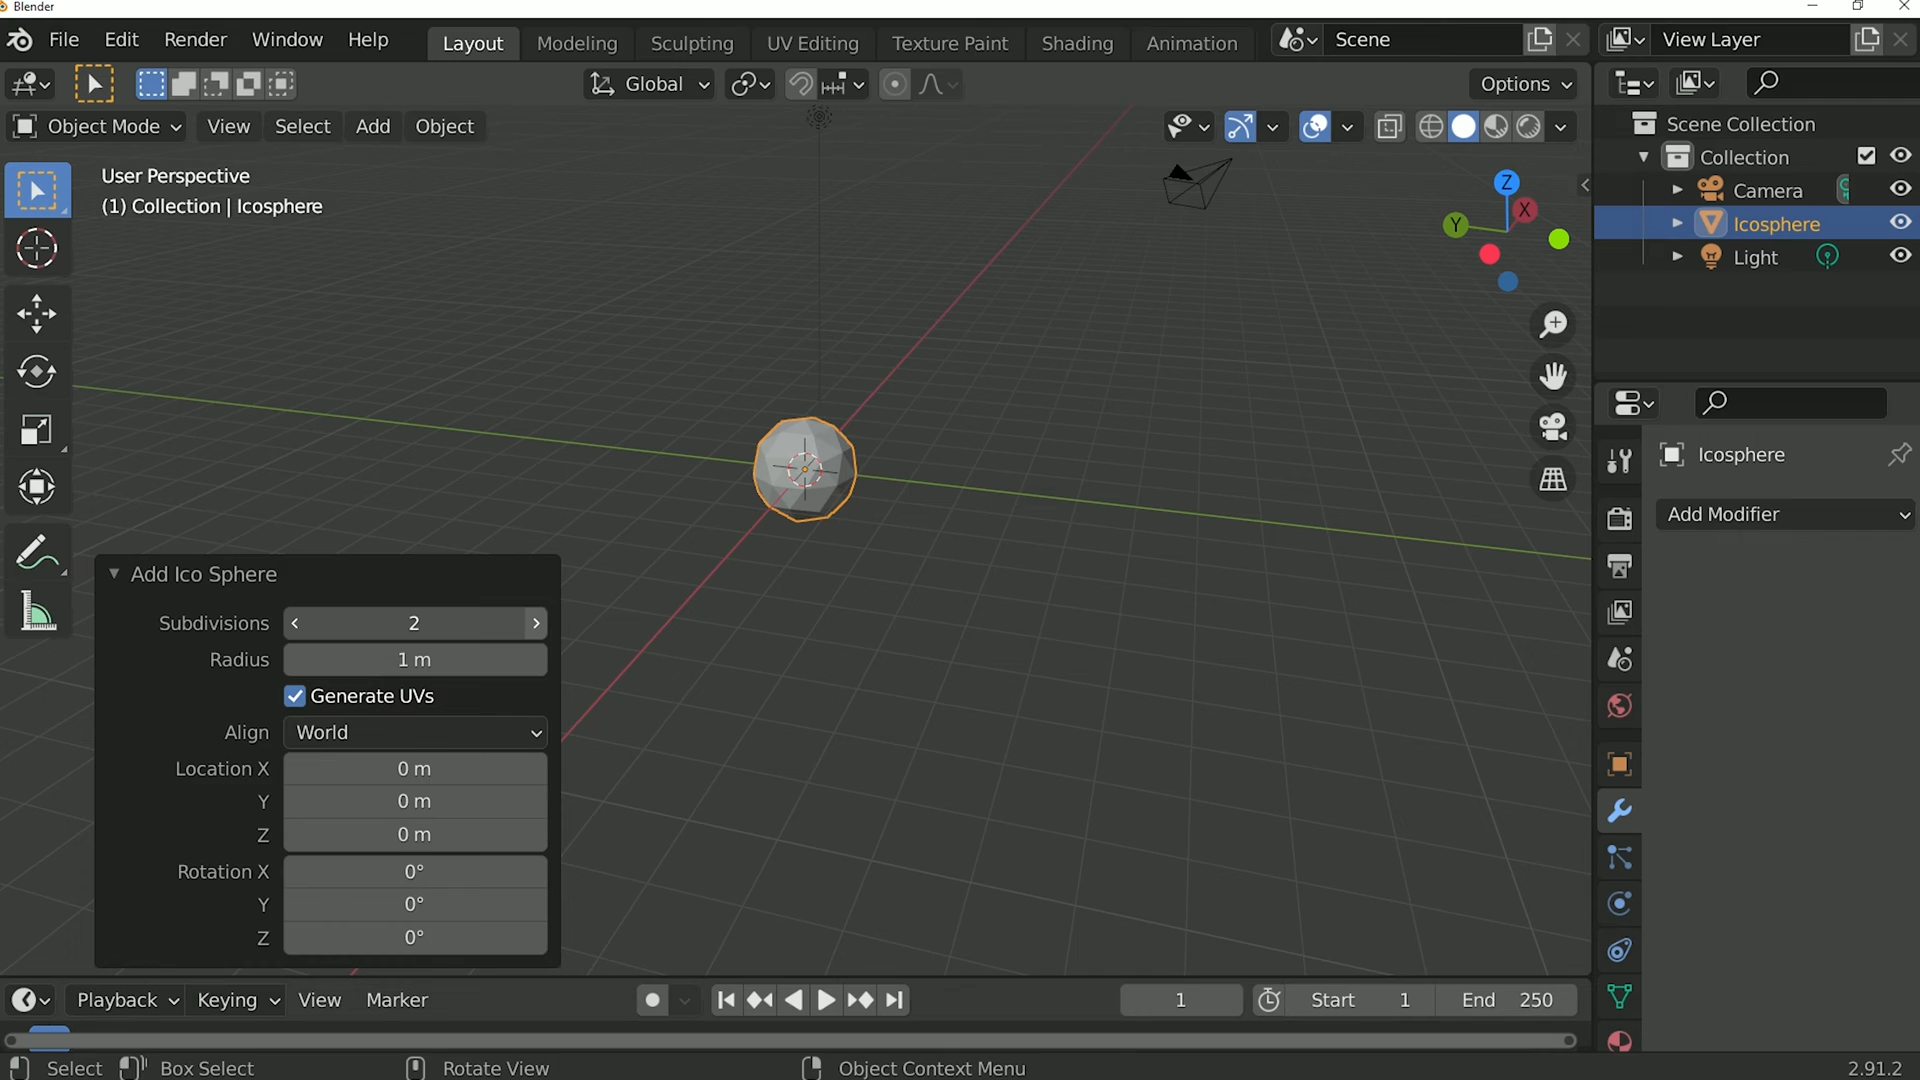 Blender
File Edit Render Window Help Layout Modeling Sculpting UV Editing Texture Paint Shading Animation Scene View Layer
Global Options
Object Mode View Select Add Object
User Perspective
(1) Collection | Icosphere
Z
X
Y
Scene Collection
Collection
Camera
Icosphere
Light
Icosphere
Add Modifier
Add Ico Sphere
Subdivisions 2
Radius 1 m
Generate UVs
Align World
Location X 0 m
Y 0 m
Z 0 m
Rotation X 0°
Y 0°
Z 0°
Playback Keying View Marker 1 Start 1 End 250
Select Box Select Rotate View Object Context Menu 2.91.2